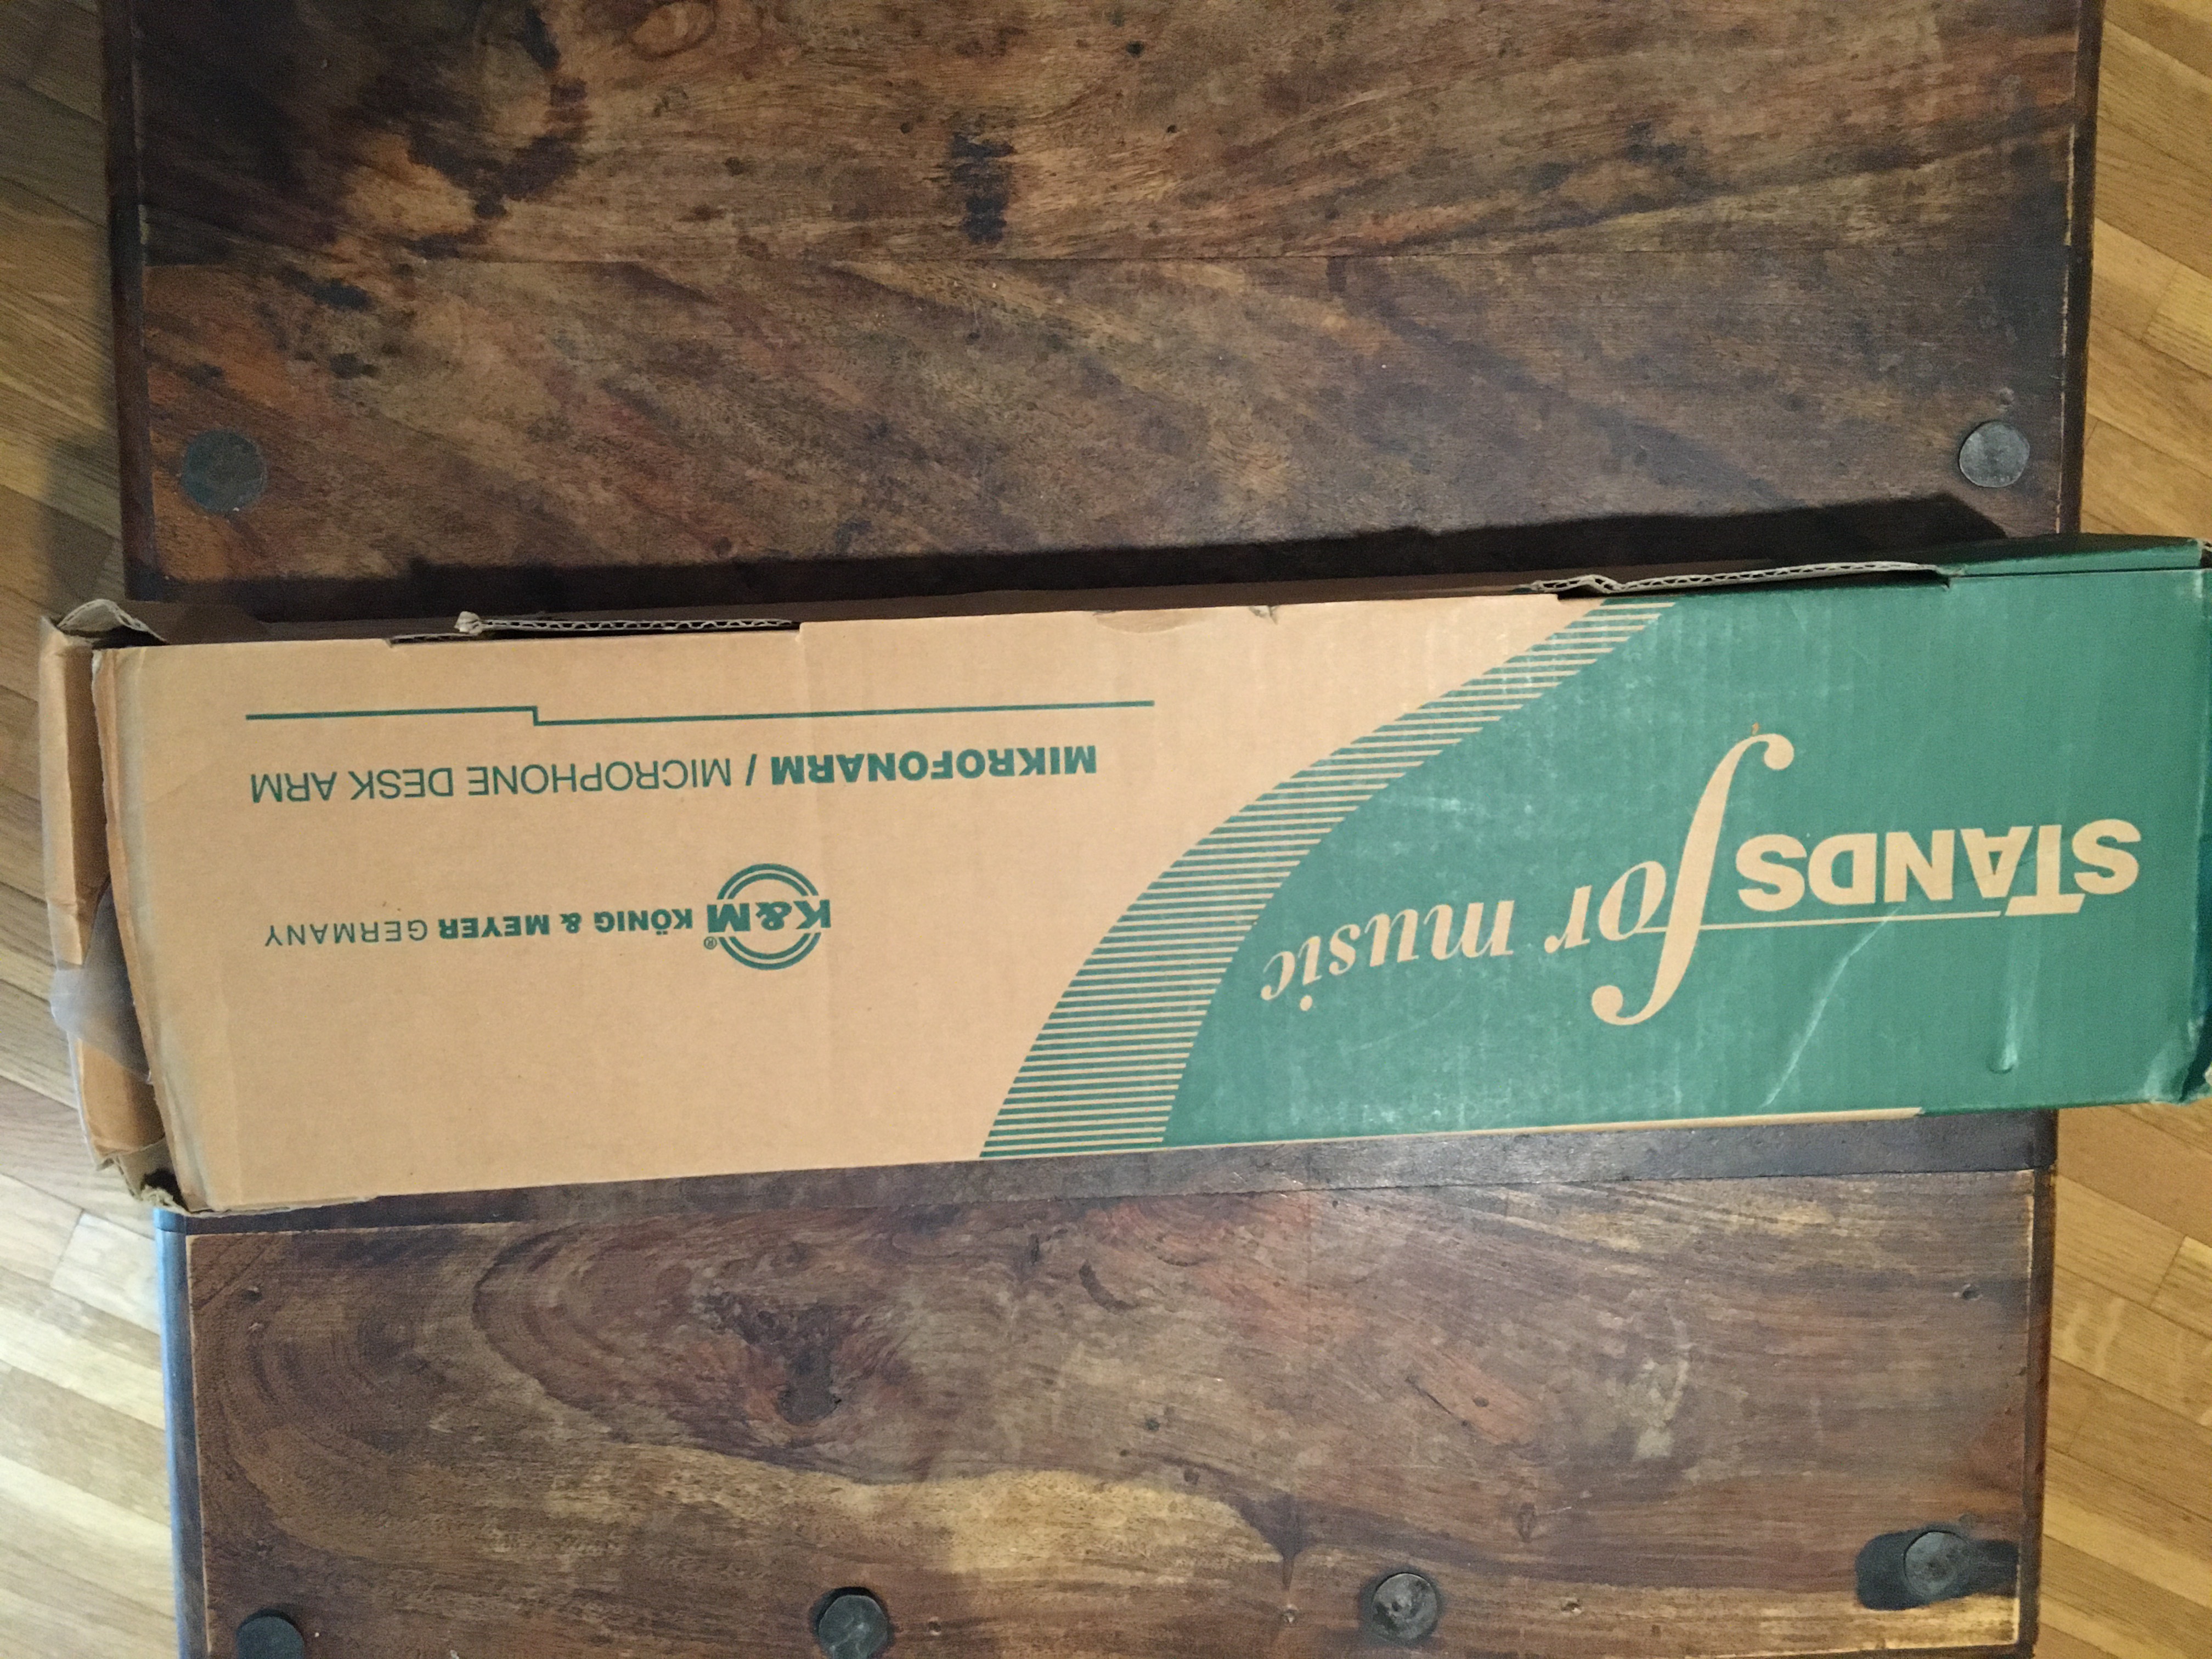 STANDS for music
K&M® KÖNIG & MEYER GERMANY
MIKROFONARM / MICROPHONE DESK ARM